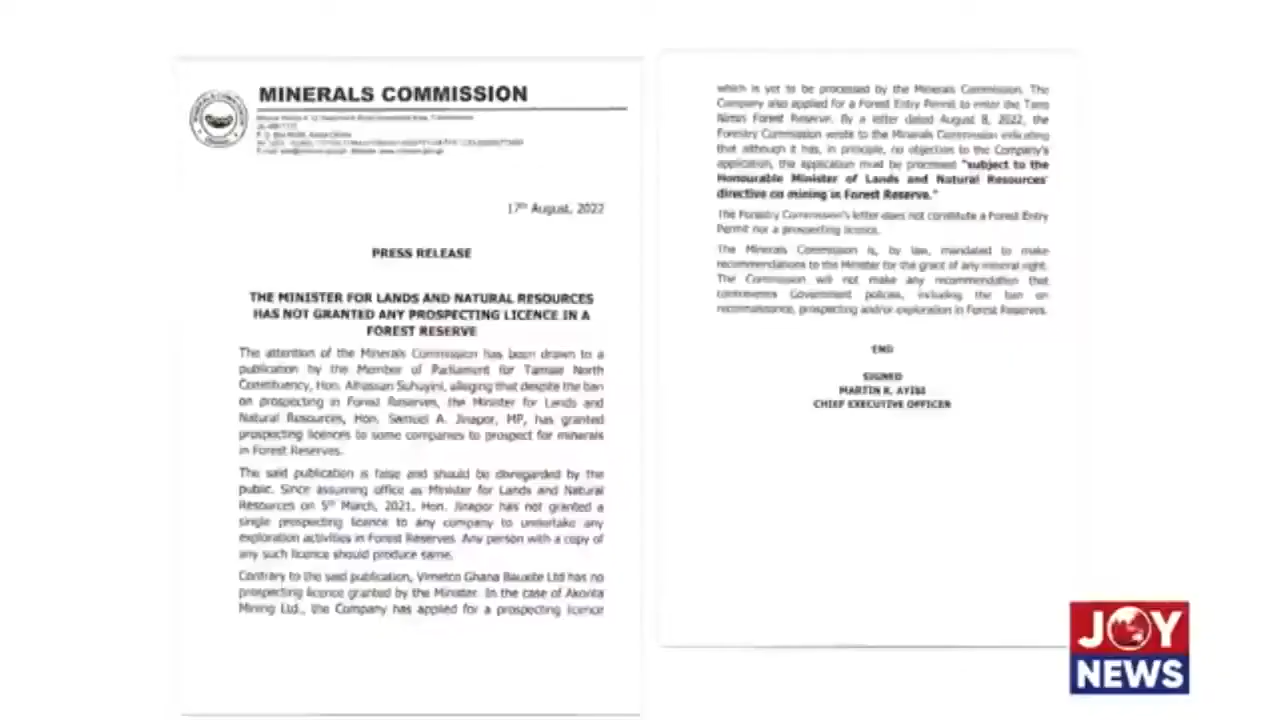 MINERALS COMMISSION
17th August, 2022
PRESS RELEASE
THE MINISTER FOR LANDS AND NATURAL RESOURCES
HAS NOT GRANTED ANY PROSPECTING LICENCE IN A
FOREST RESERVE
The attention of the Minerals Commission has been drawn to a
publication by the Member of Parliament for Tamale North
Constituency, Hon. Alhassan Suhuyini, alleging that despite the ban
on prospecting in Forest Reserves, the Minister for Lands and
Natural Resources, Hon. Samuel A. Jinapor, MP, has granted
prospecting licences to some companies to prospect for minerals
in Forest Reserves.
The said publication is false and should be disregarded by the
public. Since assuming office as Minister for Lands and Natural
Resources on 5th March, 2021, Hon. Jinapor has not granted a
single prospecting licence to any company to undertake any
exploration activities in Forest Reserves. Any person with a copy of
any such licence should produce same.
Contrary to the said publication, Vimetco Ghana Bauxite Ltd has no
prospecting licence granted by the Minister. In the case of Akonta
Mining Ltd., the Company has applied for a prospecting licence
which is yet to be processed by the Minerals Commission. The
Company also applied for a Forest Entry Permit to enter the Tano
Nimiri Forest Reserve. By a letter dated August 8, 2022, the
Forestry Commission wrote to the Minerals Commission indicating
that although it has, in principle, no objection to the Company's
application, the application must be processed "subject to the
Honourable Minister of Lands and Natural Resources'
directive on mining in Forest Reserve."
The Forestry Commission's letter does not constitute a Forest Entry
Permit nor a prospecting licence.
The Minerals Commission is, by law, mandated to make
recommendations to the Minister for the grant of any mineral right.
The Commission will not make any recommendation that
contravenes Government policies, including the ban on
reconnaissance, prospecting and/or exploration in Forest Reserves.
END
SIGNED
MARTIN K. AYISI
CHIEF EXECUTIVE OFFICER
JOY
NEWS